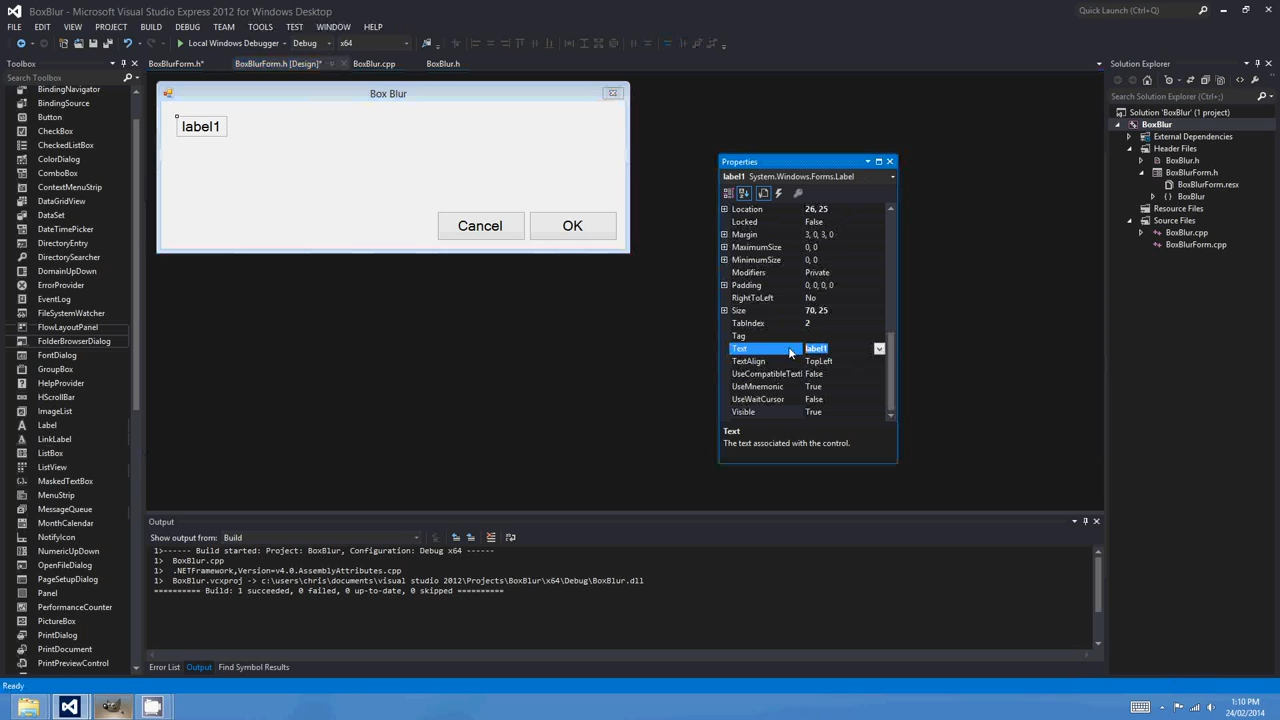 BoxBlur - Microsoft Visual Studio Express 2012 for Windows Desktop
Quick Launch (Ctrl+Q)
FILE EDIT VIEW PROJECT BUILD DEBUG TEAM TOOLS TEST WINDOW HELP
Local Windows Debugger Debug x64
Toolbox
Search Toolbox
BindingNavigator
BindingSource
Button
CheckBox
CheckedListBox
ColorDialog
ComboBox
ContextMenuStrip
DataGridView
DataSet
DateTimePicker
DirectoryEntry
DirectorySearcher
DomainUpDown
ErrorProvider
EventLog
FileSystemWatcher
FlowLayoutPanel
FolderBrowserDialog
FontDialog
GroupBox
HelpProvider
HScrollBar
ImageList
Label
LinkLabel
ListBox
ListView
MaskedTextBox
MenuStrip
MessageQueue
MonthCalendar
NotifyIcon
NumericUpDown
OpenFileDialog
PageSetupDialog
Panel
PerformanceCounter
PictureBox
PrintDialog
PrintDocument
PrintPreviewControl
BoxBlurForm.h* BoxBlurForm.h [Design]* BoxBlur.cpp BoxBlur.h
Box Blur
label1
Cancel OK
Properties
label1 System.Windows.Forms.Label
Location 26, 25
Locked False
Margin 3, 0, 3, 0
MaximumSize 0, 0
MinimumSize 0, 0
Modifiers Private
Padding 0, 0, 0, 0
RightToLeft No
Size 70, 25
TabIndex 2
Tag
Text label1
TextAlign TopLeft
UseCompatibleText False
UseMnemonic True
UseWaitCursor False
Visible True
Text
The text associated with the control.
Solution Explorer
Search Solution Explorer (Ctrl+;)
Solution 'BoxBlur' (1 project)
BoxBlur
External Dependencies
Header Files
BoxBlur.h
BoxBlurForm.h
BoxBlurForm.resx
BoxBlur
Resource Files
Source Files
BoxBlur.cpp
BoxBlurForm.cpp
Output
Show output from: Build
1>------ Build started: Project: BoxBlur, Configuration: Debug x64 ------
1> BoxBlur.cpp
1> .NETFramework,Version=v4.0.AssemblyAttributes.cpp
1> BoxBlur.vcxproj -> c:\users\chris\documents\visual studio 2012\Projects\BoxBlur\x64\Debug\BoxBlur.dll
========== Build: 1 succeeded, 0 failed, 0 up-to-date, 0 skipped ==========
Error List Output Find Symbol Results
Ready
1:10 PM
24/02/2014